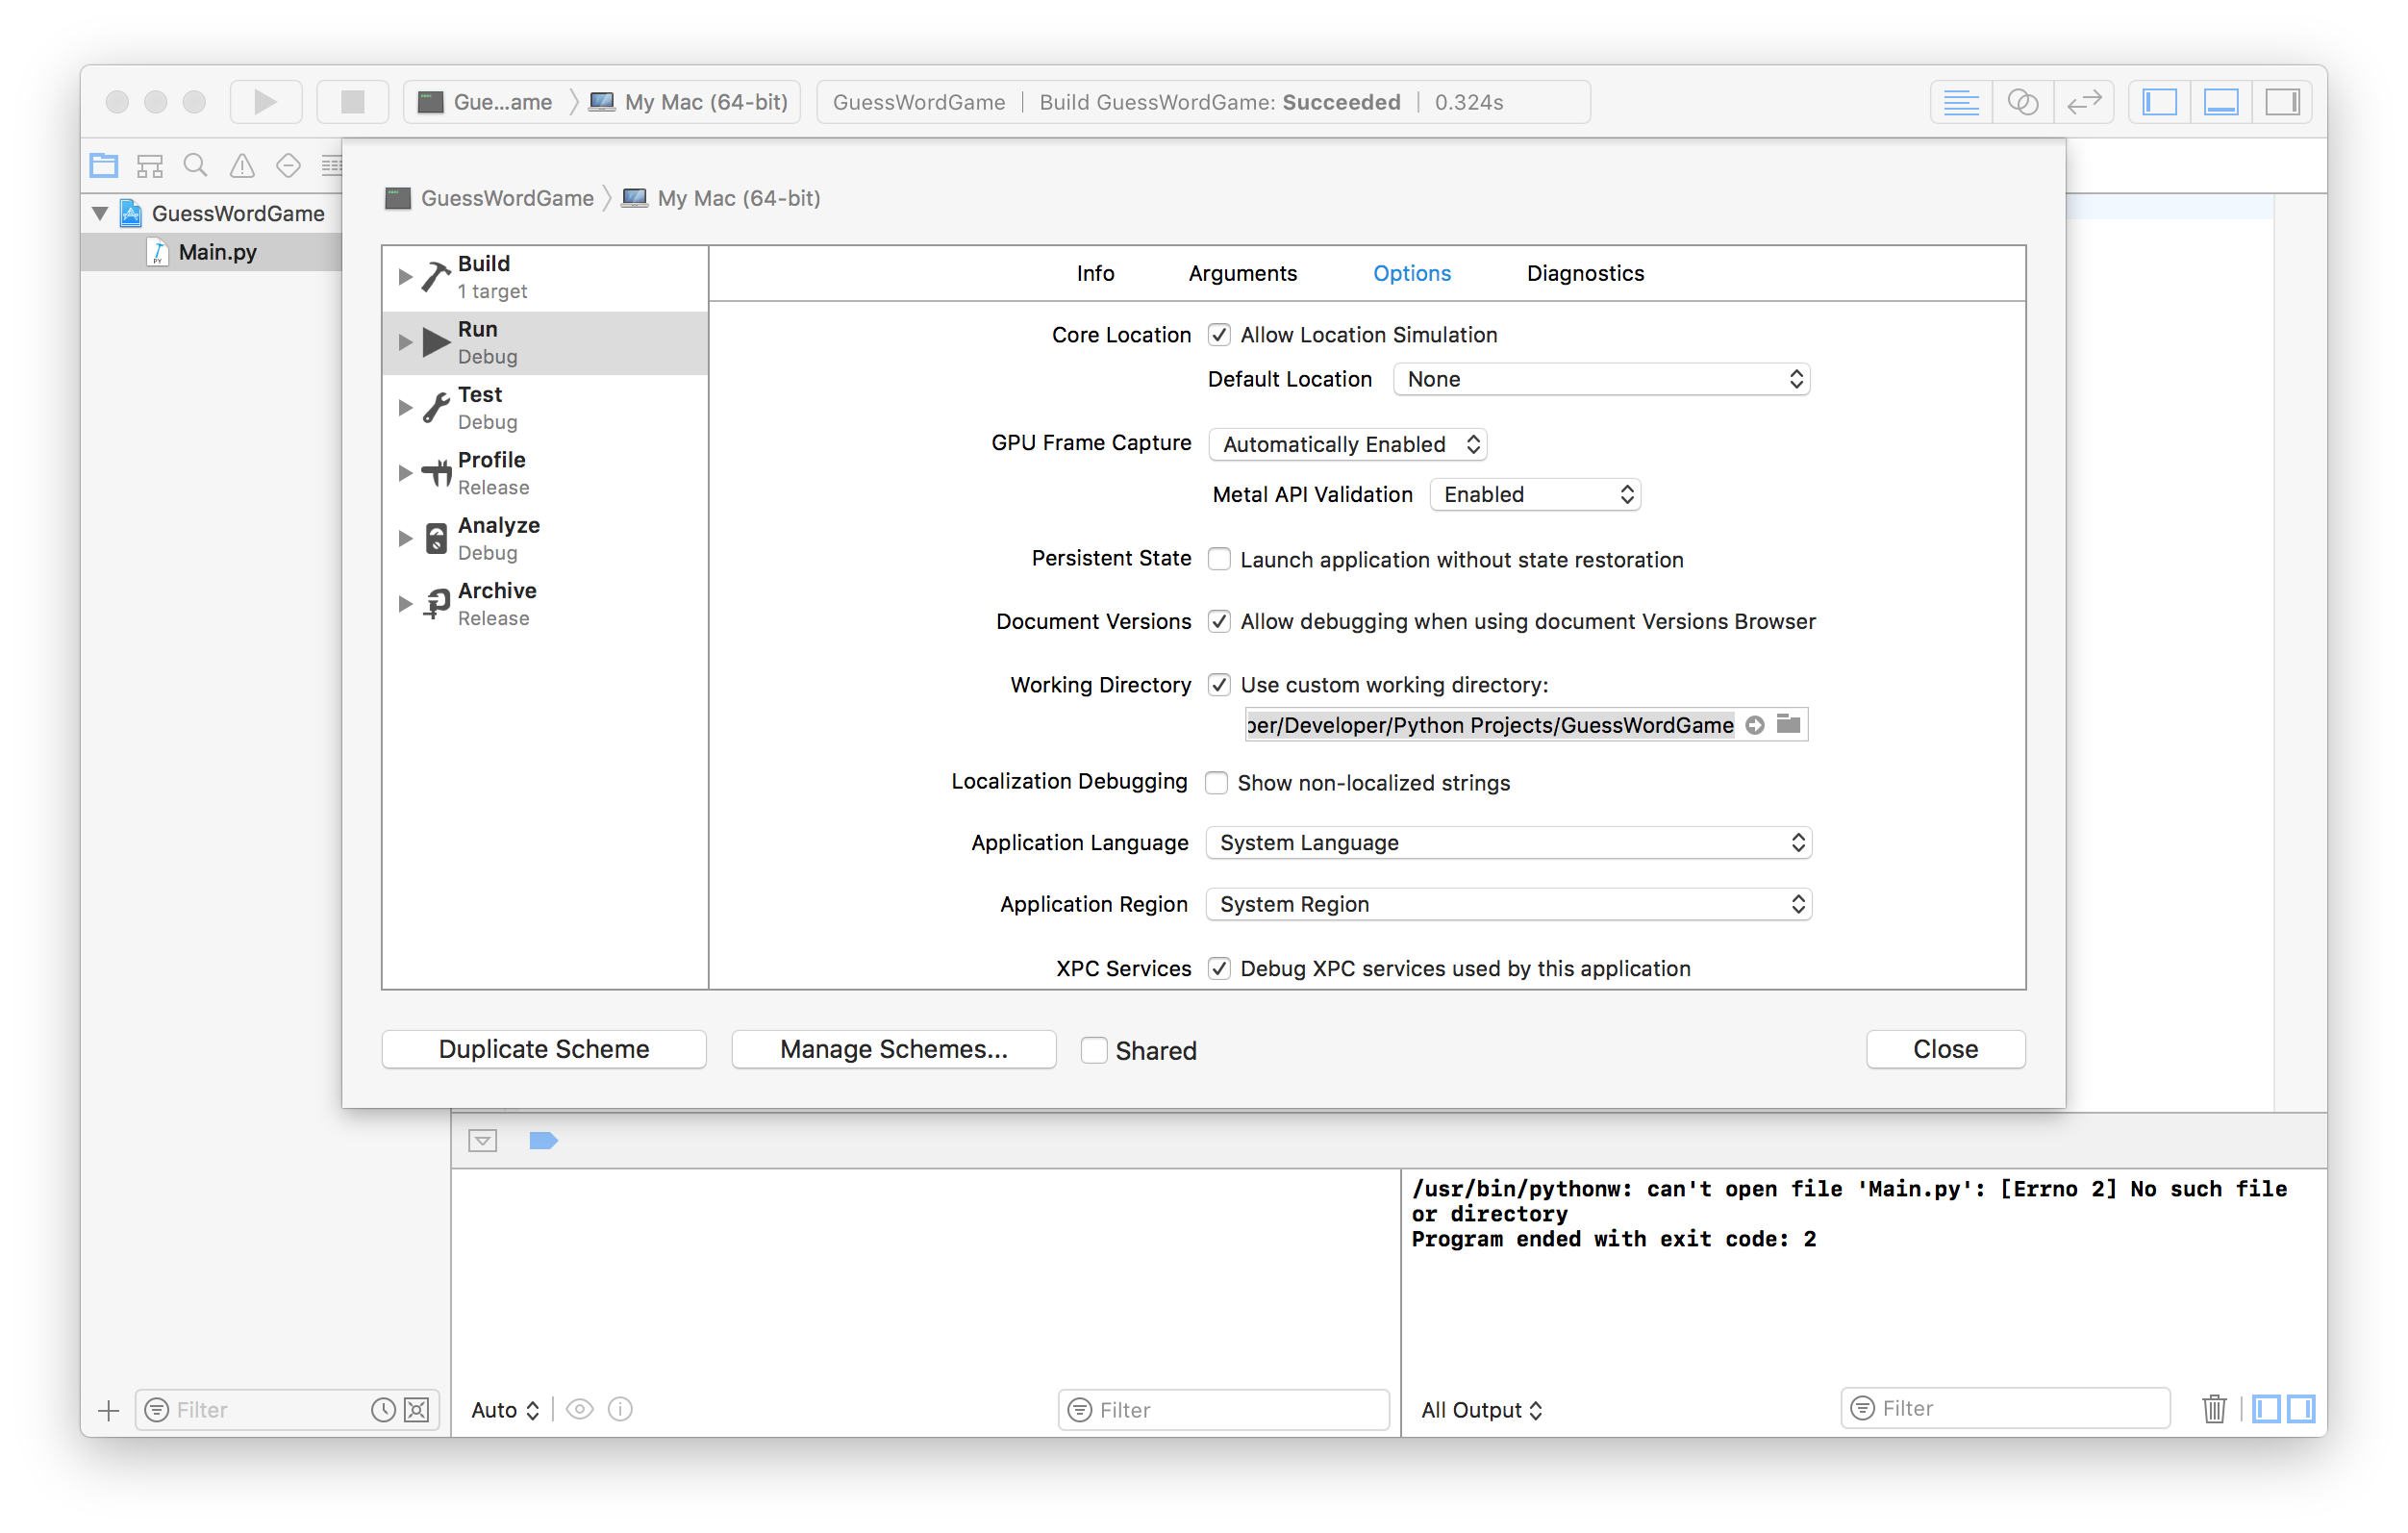 Gue...ame
My Mac (64-bit)
GuessWordGame | Build GuessWordGame: Succeeded | 0.324s
GuessWordGame
Main.py
PY
GuessWordGame
My Mac (64-bit)
Build
1 target
Run
Debug
Test
Debug
Profile
Release
Analyze
Debug
Archive
Release
Info
Arguments
Options
Diagnostics
Core Location
Allow Location Simulation
Default Location
None
GPU Frame Capture
Automatically Enabled
Metal API Validation
Enabled
Persistent State
Launch application without state restoration
Document Versions
Allow debugging when using document Versions Browser
Working Directory
Use custom working directory:
ber/Developer/Python Projects/GuessWordGame
Localization Debugging
Show non-localized strings
Application Language
System Language
Application Region
System Region
XPC Services
Debug XPC services used by this application
Duplicate Scheme
Manage Schemes...
Shared
Close
/usr/bin/pythonw: can't open file 'Main.py': [Errno 2] No such file
or directory
Program ended with exit code: 2
Filter
Auto
Filter
All Output
Filter